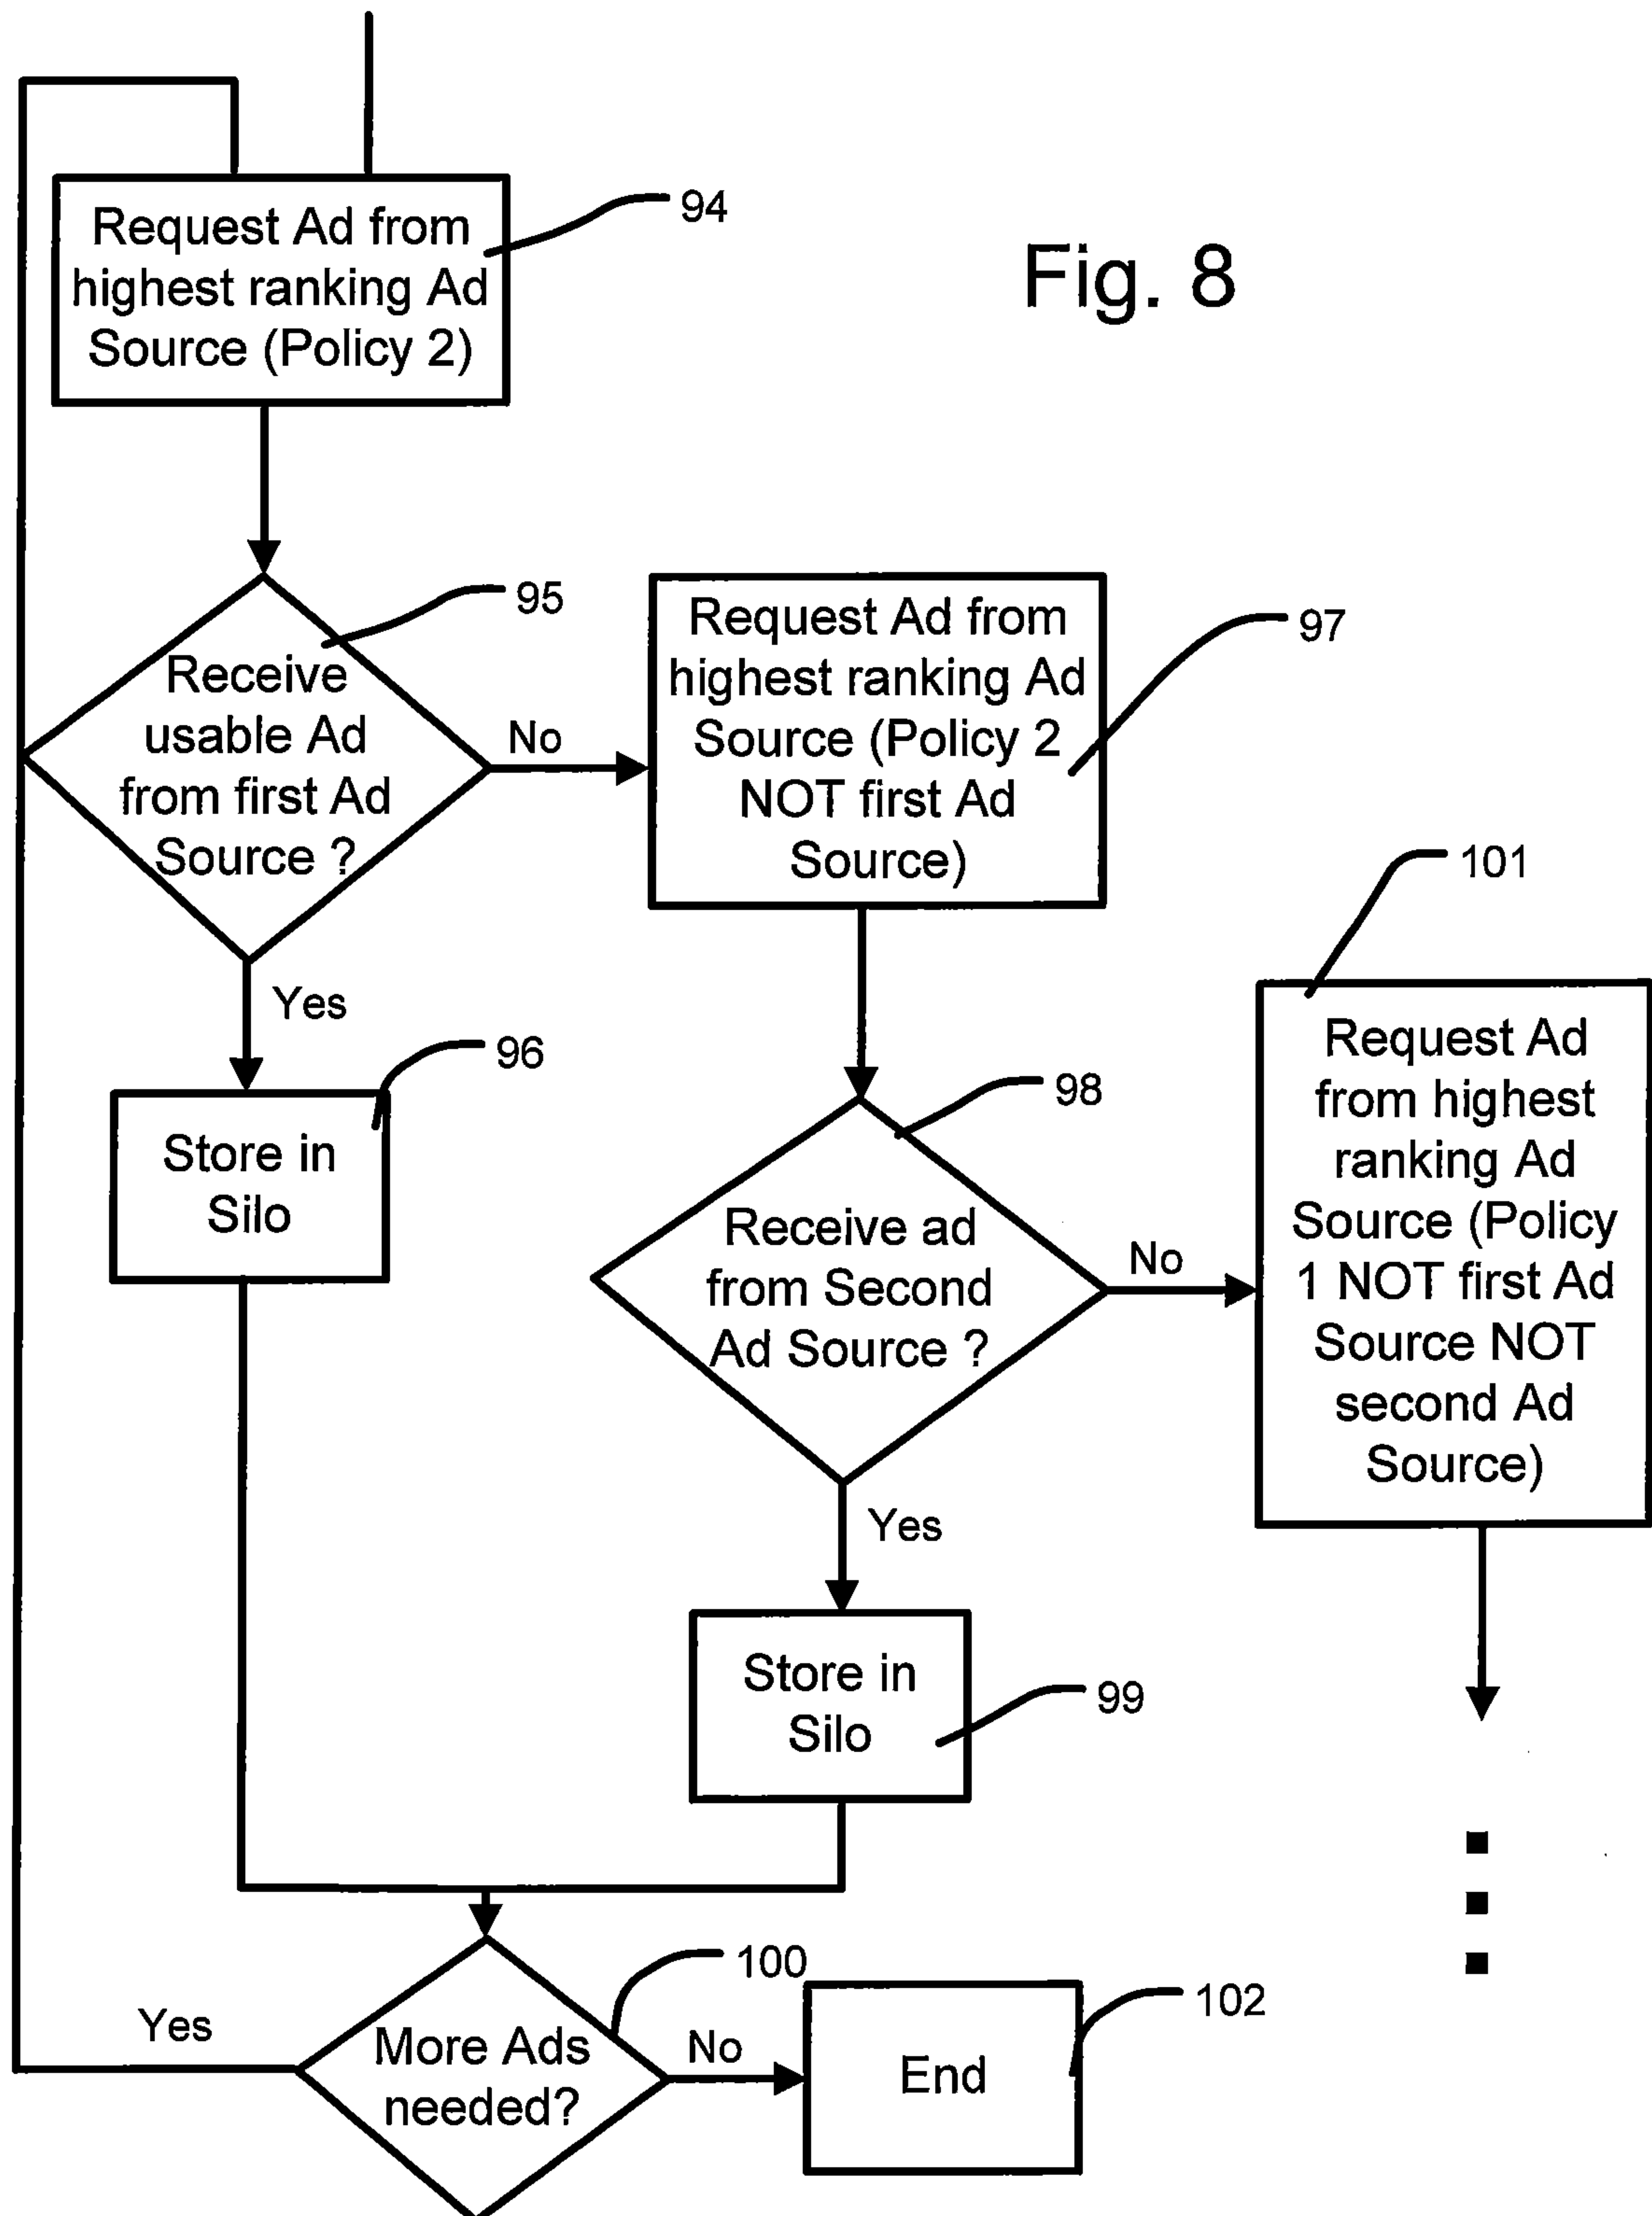 Fig. 8
94
Request Ad from
highest ranking Ad
Source (Policy 2)
95
Receive
usable Ad
from first Ad
Source ?
No
Yes
97
Request Ad from
highest ranking Ad
Source (Policy 2
NOT first Ad
Source)
96
Store in
Silo
98
Receive ad
from Second
Ad Source ?
No
Yes
101
Request Ad
from highest
ranking Ad
Source (Policy
1 NOT first Ad
Source NOT
second Ad
Source)
99
Store in
Silo
100
More Ads
needed?
Yes
No
102
End